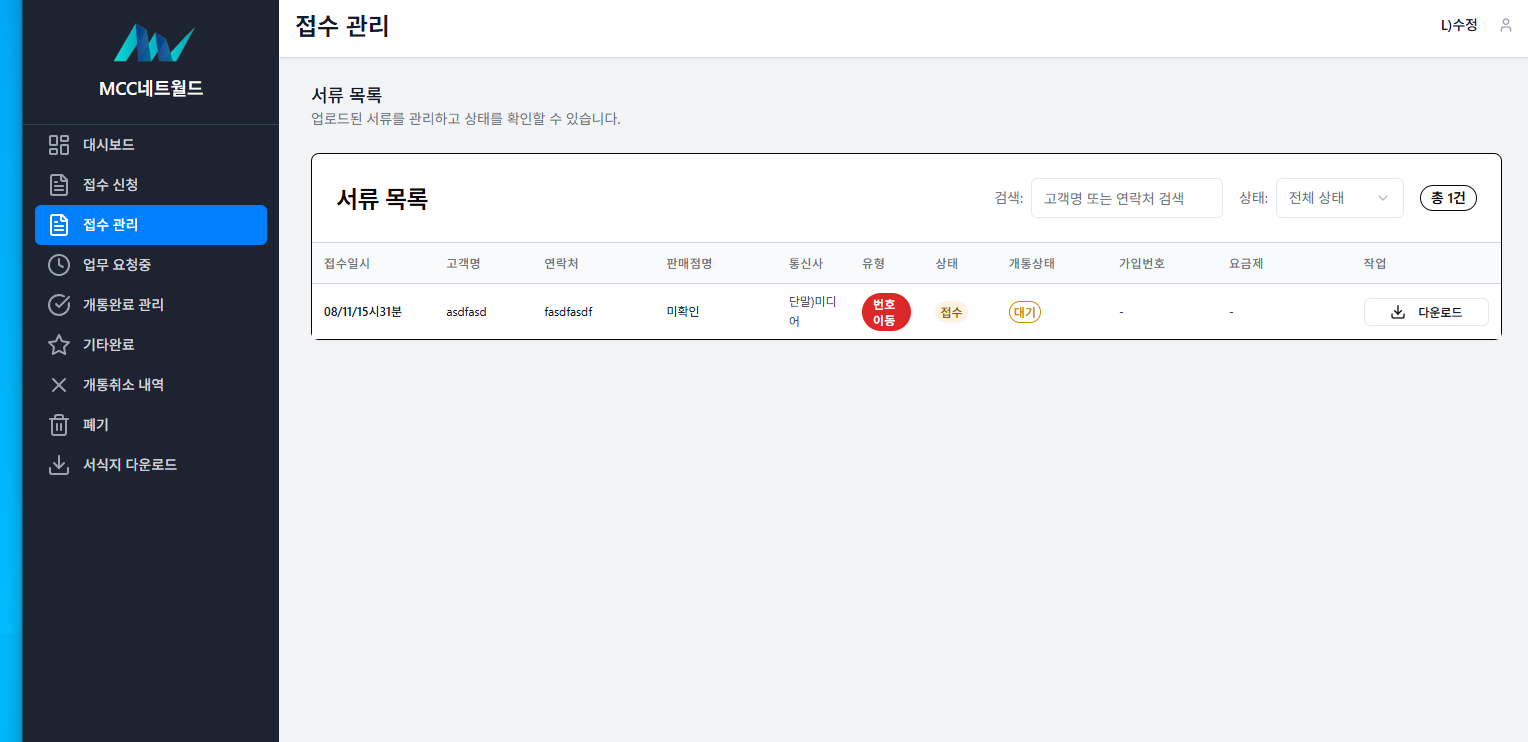 접수 관리
L)수정
MCC네트월드
대시보드
접수 신청
접수 관리
업무 요청중
개통완료 관리
기타완료
개통취소 내역
폐기
서식지 다운로드
서류 목록
업로드된 서류를 관리하고 상태를 확인할 수 있습니다.
서류 목록
검색: 고객명 또는 연락처 검색 상태: 전체 상태 총 1건
접수일시 고객명 연락처 판매점명 통신사 유형 상태 개통상태 가입번호 요금제 작업
08/11/15시31분 asdfasd fasdfasdf 미확인 단말)미디 번호 접수 대기 - - 다운로드
어 이동